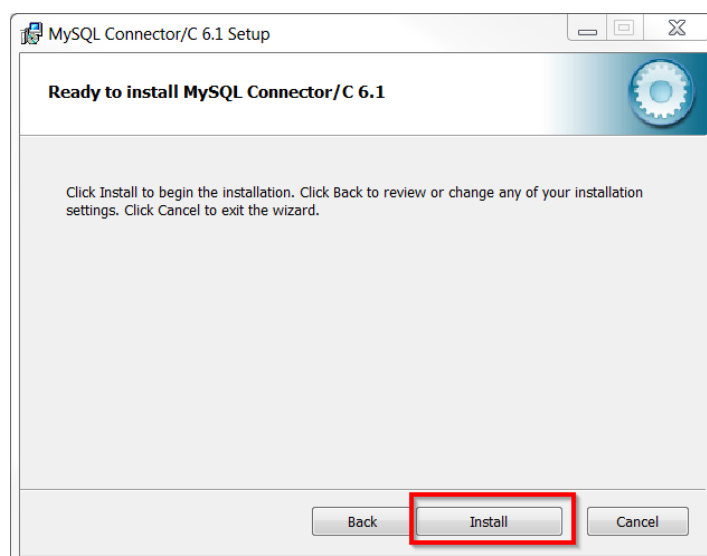 MySQL Connector/C 6.1 Setup
Ready to install MySQL Connector/C 6.1
Click Install to begin the installation. Click Back to review or change any of your installation
settings. Click Cancel to exit the wizard.
Back Install Cancel